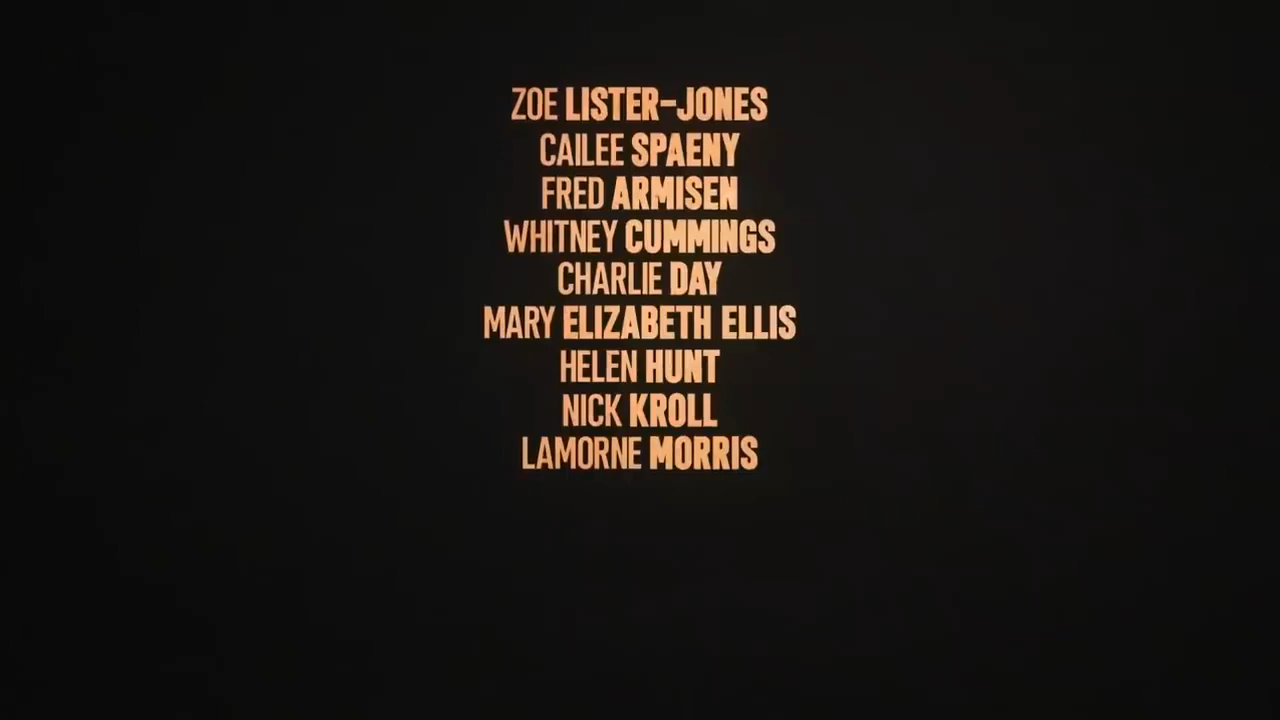 ZOE LISTER-JONES
CAILEE SPAENY
FRED ARMISEN
WHITNEY CUMMINGS
CHARLIE DAY
MARY ELIZABETH ELLIS
HELEN HUNT
NICK KROLL
LAMORNE MORRIS